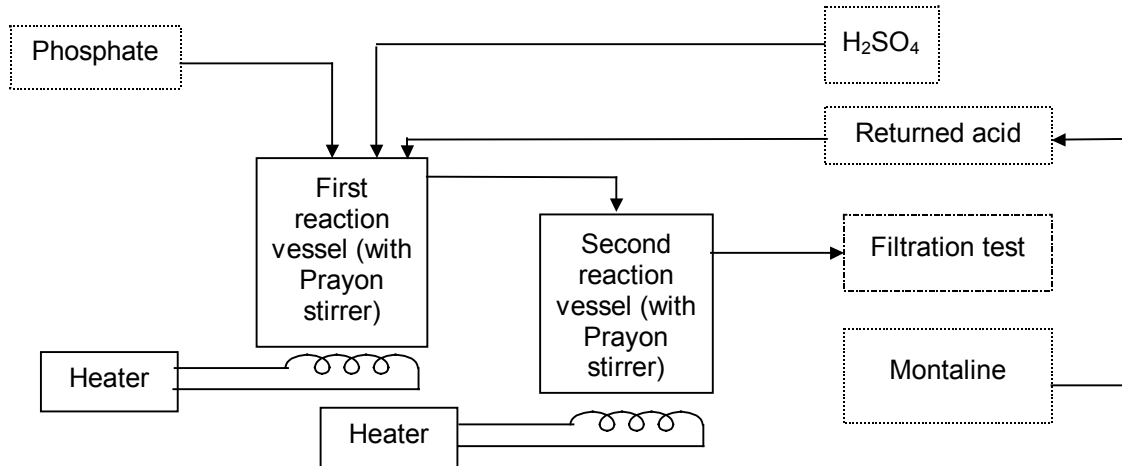 Phosphate
H₂SO₄
Returned acid
First
reaction
vessel (with
Prayon
stirrer)
Second
reaction
vessel (with
Prayon
stirrer)
Filtration test
Heater
Montaline
Heater